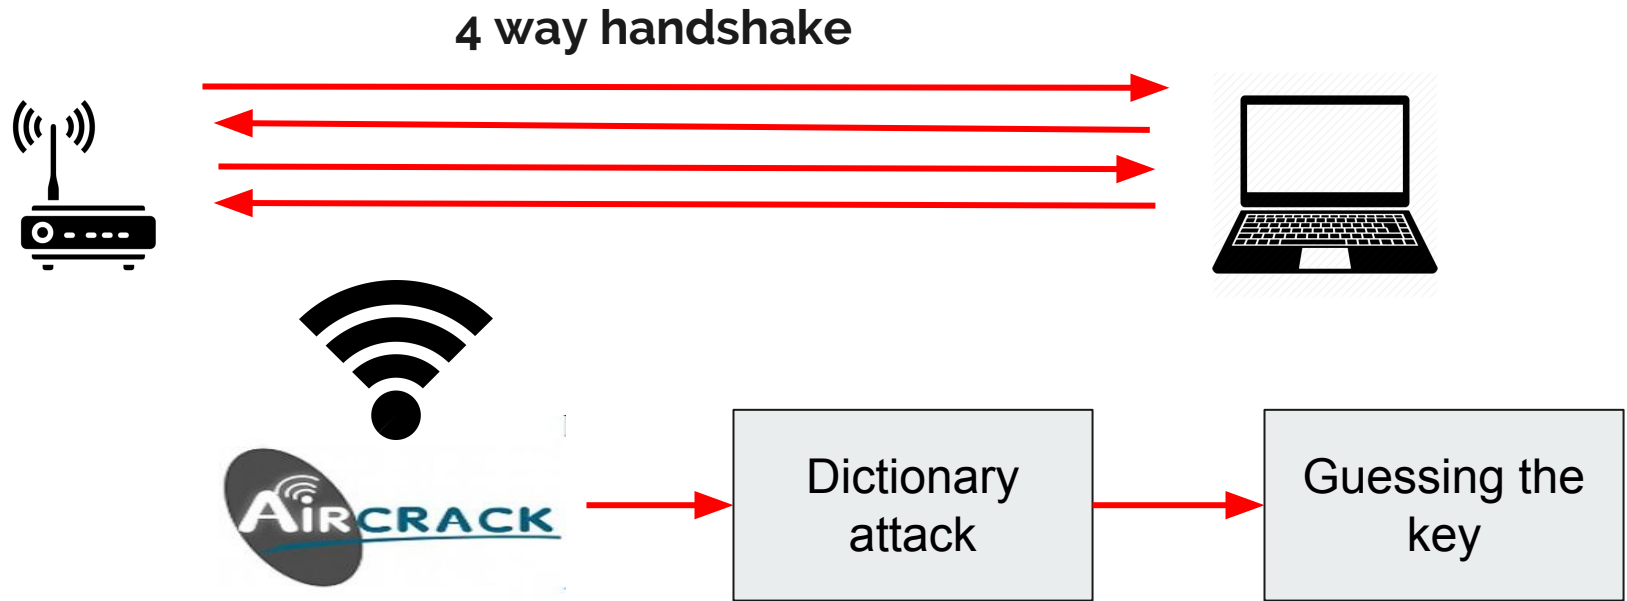 4 way handshake
AIRCRACK
Dictionary
attack
Guessing the
key